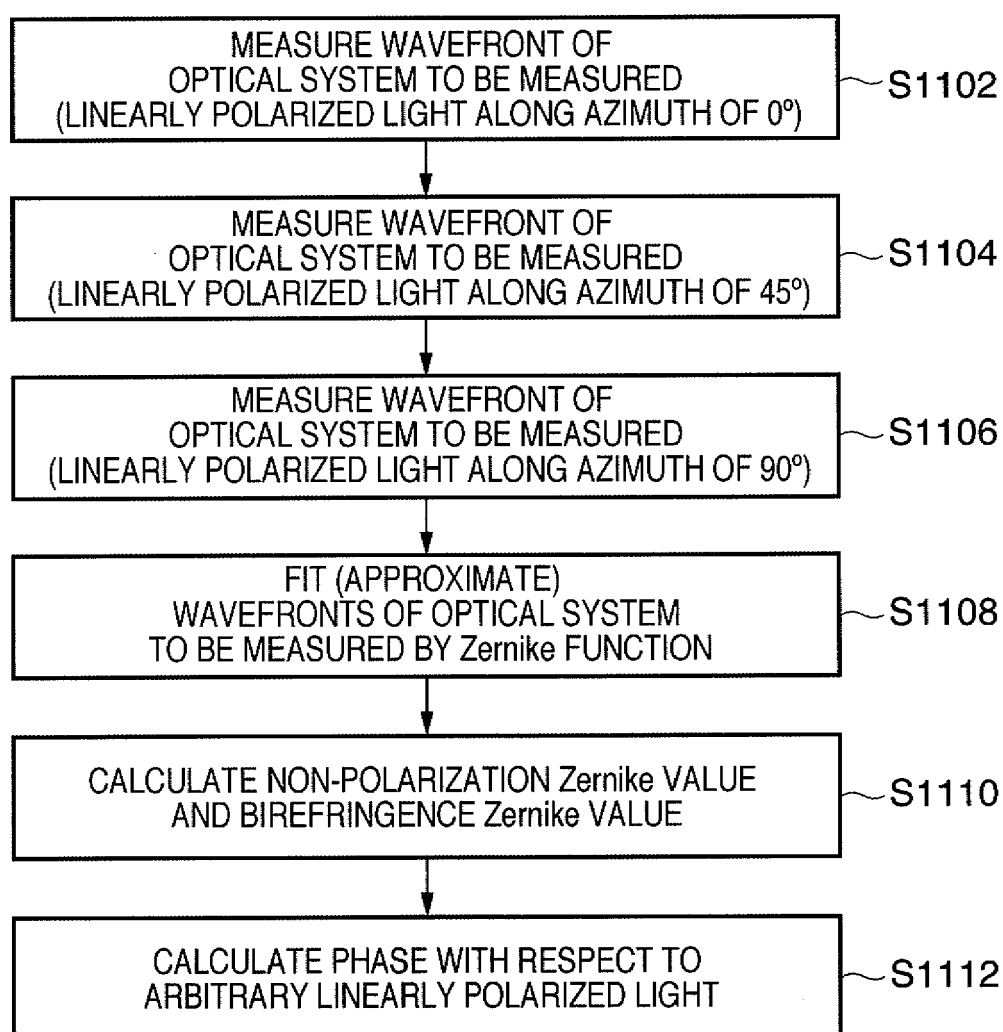 MEASURE WAVEFRONT OF
OPTICAL SYSTEM TO BE MEASURED
(LINEARLY POLARIZED LIGHT ALONG AZIMUTH OF 0º)
S1102
MEASURE WAVEFRONT OF
OPTICAL SYSTEM TO BE MEASURED
(LINEARLY POLARIZED LIGHT ALONG AZIMUTH OF 45º)
S1104
MEASURE WAVEFRONT OF
OPTICAL SYSTEM TO BE MEASURED
(LINEARLY POLARIZED LIGHT ALONG AZIMUTH OF 90º)
S1106
FIT (APPROXIMATE)
WAVEFRONTS OF OPTICAL SYSTEM
TO BE MEASURED BY Zernike FUNCTION
S1108
CALCULATE NON-POLARIZATION Zernike VALUE
AND BIREFRINGENCE Zernike VALUE
S1110
CALCULATE PHASE WITH RESPECT TO
ARBITRARY LINEARLY POLARIZED LIGHT
S1112